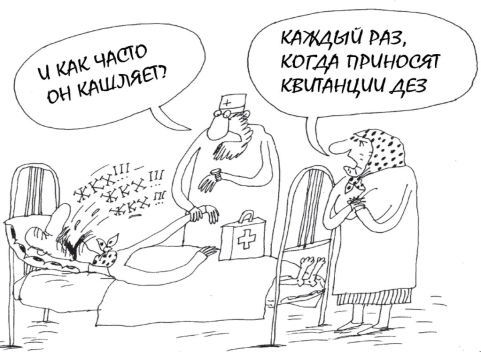 И КАК ЧАСТО
ОН КАШЛЯЕТ?
КАЖДЫЙ РАЗ,
КОГДА ПРИНОСЯТ
КВИТАНЦИИ ДЕЗ
ЖКХ!!!
ЖКХ!!!
ЖКХ!!!